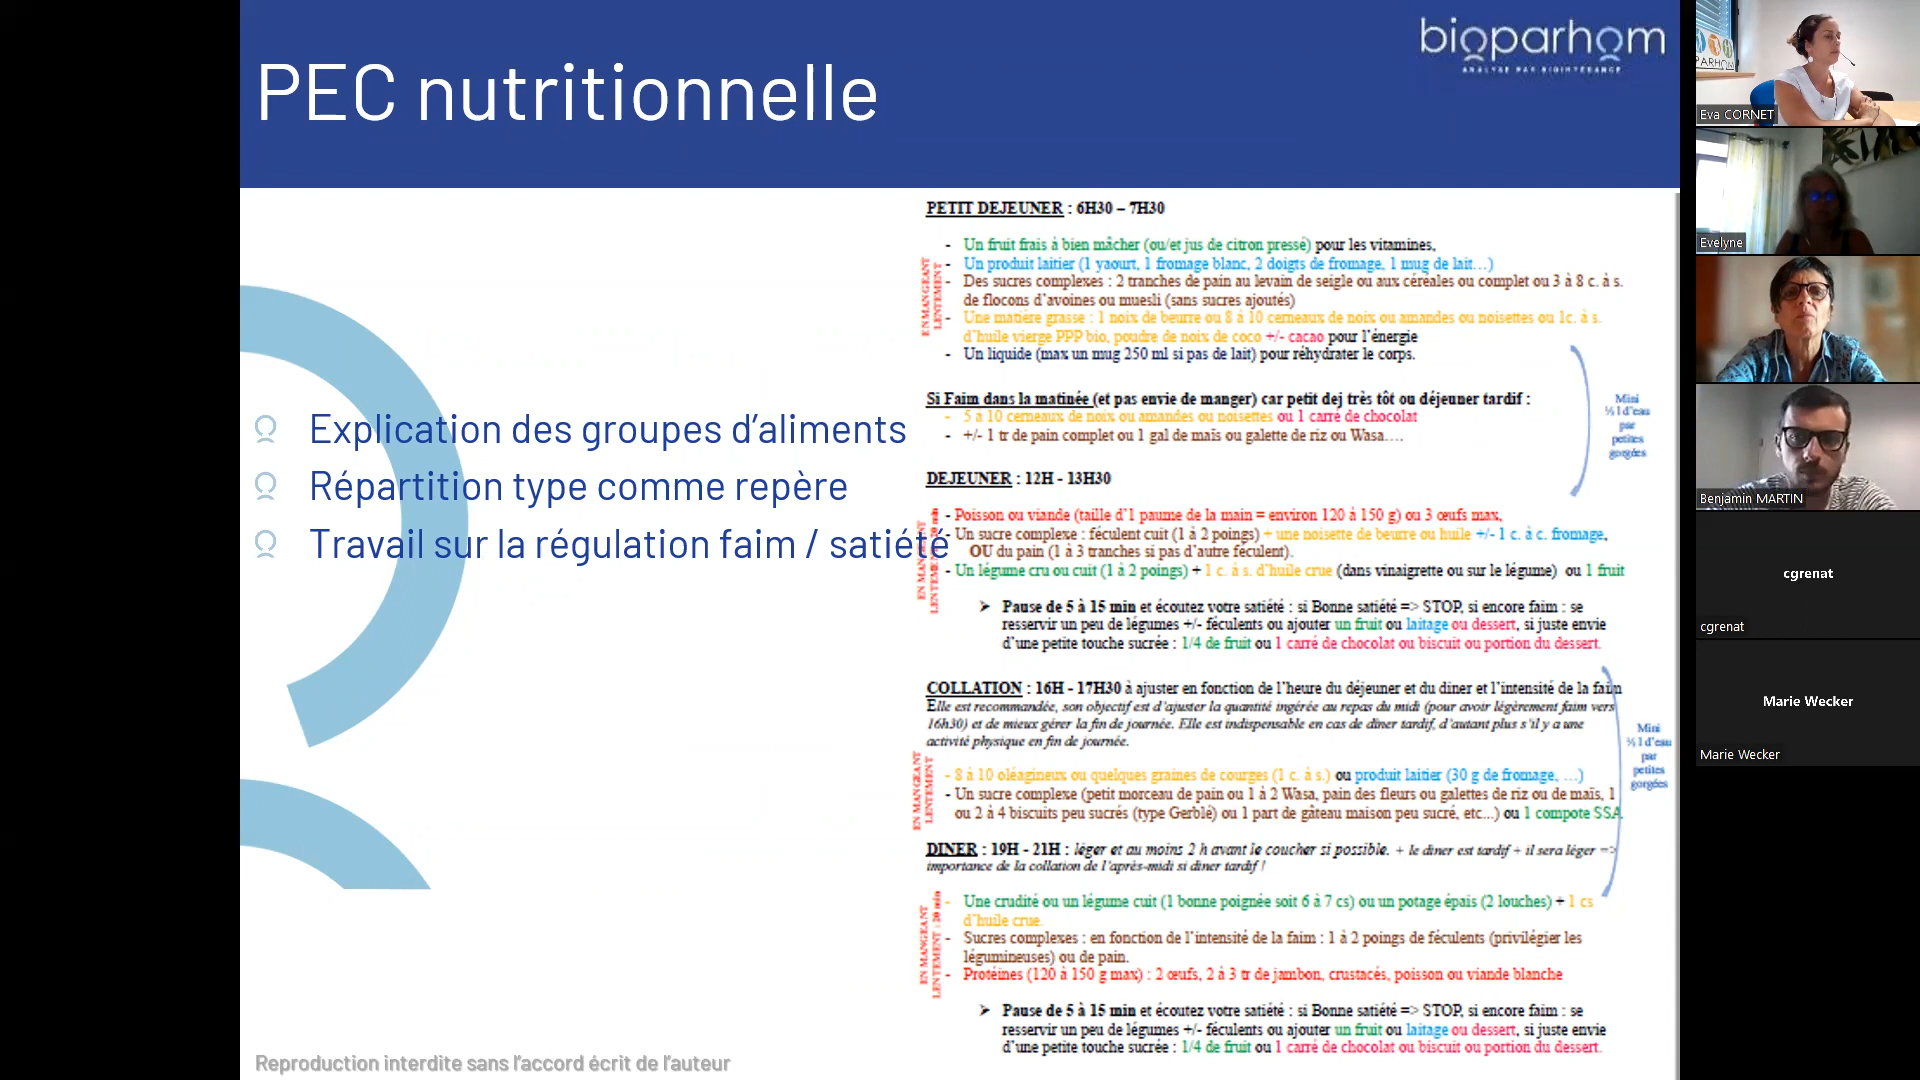 PEC nutritionnelle
bioparhom
ANALYSE PAR BIOIMPÉDANCE
Explication des groupes d'aliments
Répartition type comme repère
Travail sur la régulation faim / satiété
Reproduction interdite sans l'accord écrit de l'auteur
PETIT DEJEUNER : 6H30 – 7H30
EN MANGEANT
LENTEMENT
- Un fruit frais à bien mâcher (ou/et jus de citron pressé) pour les vitamines,
- Un produit laitier (1 yaourt, 1 fromage blanc, 2 doigts de fromage, 1 mug de lait…)
- Des sucres complexes : 2 tranches de pain au levain de seigle ou aux céréales ou complet ou 3 à 8 c. à s.
de flocons d'avoines ou muesli (sans sucres ajoutés)
- Une matière grasse : 1 noix de beurre ou 8 à 10 cerneaux de noix ou amandes ou noisettes ou 1c. à s.
d'huile vierge PPP bio, poudre de noix de coco +/- cacao pour l'énergie
- Un liquide (max un mug 250 ml si pas de lait) pour réhydrater le corps.
Si Faim dans la matinée (et pas envie de manger) car petit dej très tôt ou déjeuner tardif :
- 5 à 10 cerneaux de noix ou amandes ou noisettes ou 1 carré de chocolat
- +/- 1 tr de pain complet ou 1 gal de maïs ou galette de riz ou Wasa….
Mini
½ l d'eau
par
petites
gorgées
DEJEUNER : 12H - 13H30
EN MANGEANT
LENTEMENT : 20 min
- Poisson ou viande (taille d'1 paume de la main = environ 120 à 150 g) ou 3 œufs max,
- Un sucre complexe : féculent cuit (1 à 2 poings) + une noisette de beurre ou huile +/- 1 c. à c. fromage,
OU du pain (1 à 3 tranches si pas d'autre féculent).
- Un légume cru ou cuit (1 à 2 poings) + 1 c. à s. d'huile crue (dans vinaigrette ou sur le légume) ou 1 fruit
➤ Pause de 5 à 15 min et écoutez votre satiété : si Bonne satiété => STOP, si encore faim : se
resservir un peu de légumes +/- féculents ou ajouter un fruit ou laitage ou dessert, si juste envie
d'une petite touche sucrée : 1/4 de fruit ou 1 carré de chocolat ou biscuit ou portion du dessert.
COLLATION : 16H - 17H30 à ajuster en fonction de l'heure du déjeuner et du diner et l'intensité de la faim
Elle est recommandée, son objectif est d'ajuster la quantité ingérée au repas du midi (pour avoir légèrement faim vers
16h30) et de mieux gérer la fin de journée. Elle est indispensable en cas de dîner tardif, d'autant plus s'il y a une
activité physique en fin de journée.
EN MANGEANT
LENTEMENT
- 8 à 10 oléagineux ou quelques graines de courges (1 c. à s.) ou produit laitier (30 g de fromage, …)
- Un sucre complexe (petit morceau de pain ou 1 à 2 Wasa, pain des fleurs ou galettes de riz ou de maïs, 1
ou 2 à 4 biscuits peu sucrés (type Gerblé) ou 1 part de gâteau maison peu sucré, etc...) ou 1 compote SSA
Mini
½ l d'eau
par
petites
gorgées
DINER : 19H - 21H : léger et au moins 2 h avant le coucher si possible. + le diner est tardif + il sera léger =>
importance de la collation de l'après-midi si diner tardif !
EN MANGEANT
LENTEMENT : 20 min
- Une crudité ou un légume cuit (1 bonne poignée soit 6 à 7 cs) ou un potage épais (2 louches) + 1 cs
d'huile crue.
- Sucres complexes : en fonction de l'intensité de la faim : 1 à 2 poings de féculents (privilégier les
légumineuses) ou de pain.
- Protéines (120 à 150 g max) : 2 œufs, 2 à 3 tr de jambon, crustacés, poisson ou viande blanche
➤ Pause de 5 à 15 min et écoutez votre satiété : si Bonne satiété => STOP, si encore faim : se
resservir un peu de légumes +/- féculents ou ajouter un fruit ou laitage ou dessert, si juste envie
d'une petite touche sucrée : 1/4 de fruit ou 1 carré de chocolat ou biscuit ou portion du dessert.
PARHOM
Eva CORNET
Evelyne
Benjamin MARTIN
cgrenat
cgrenat
Marie Wecker
Marie Wecker